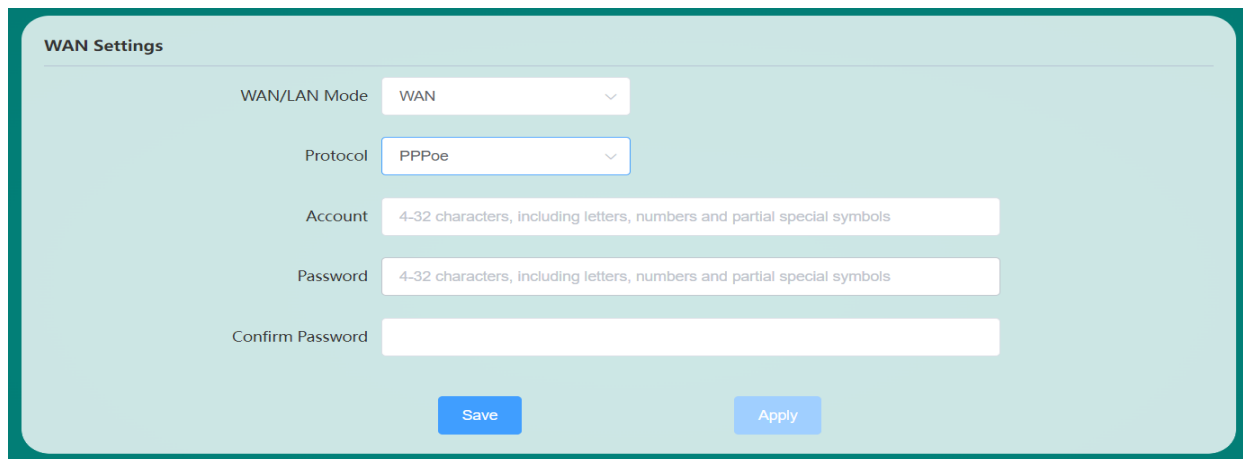 WAN Settings
WAN/LAN Mode WAN
Protocol PPPoe
Account 4-32 characters, including letters, numbers and partial special symbols
Password 4-32 characters, including letters, numbers and partial special symbols
Confirm Password
Save Apply